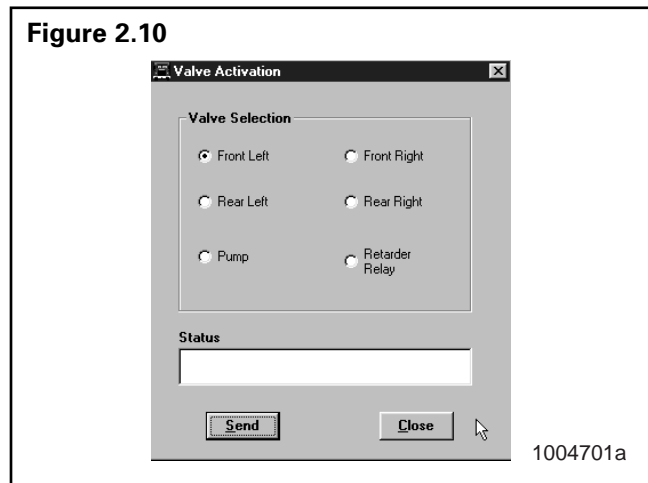 Figure 2.10
Valve Activation
Valve Selection
Front Left
Front Right
Rear Left
Rear Right
Pump
Retarder
Relay
Status
Send
Close
1004701a